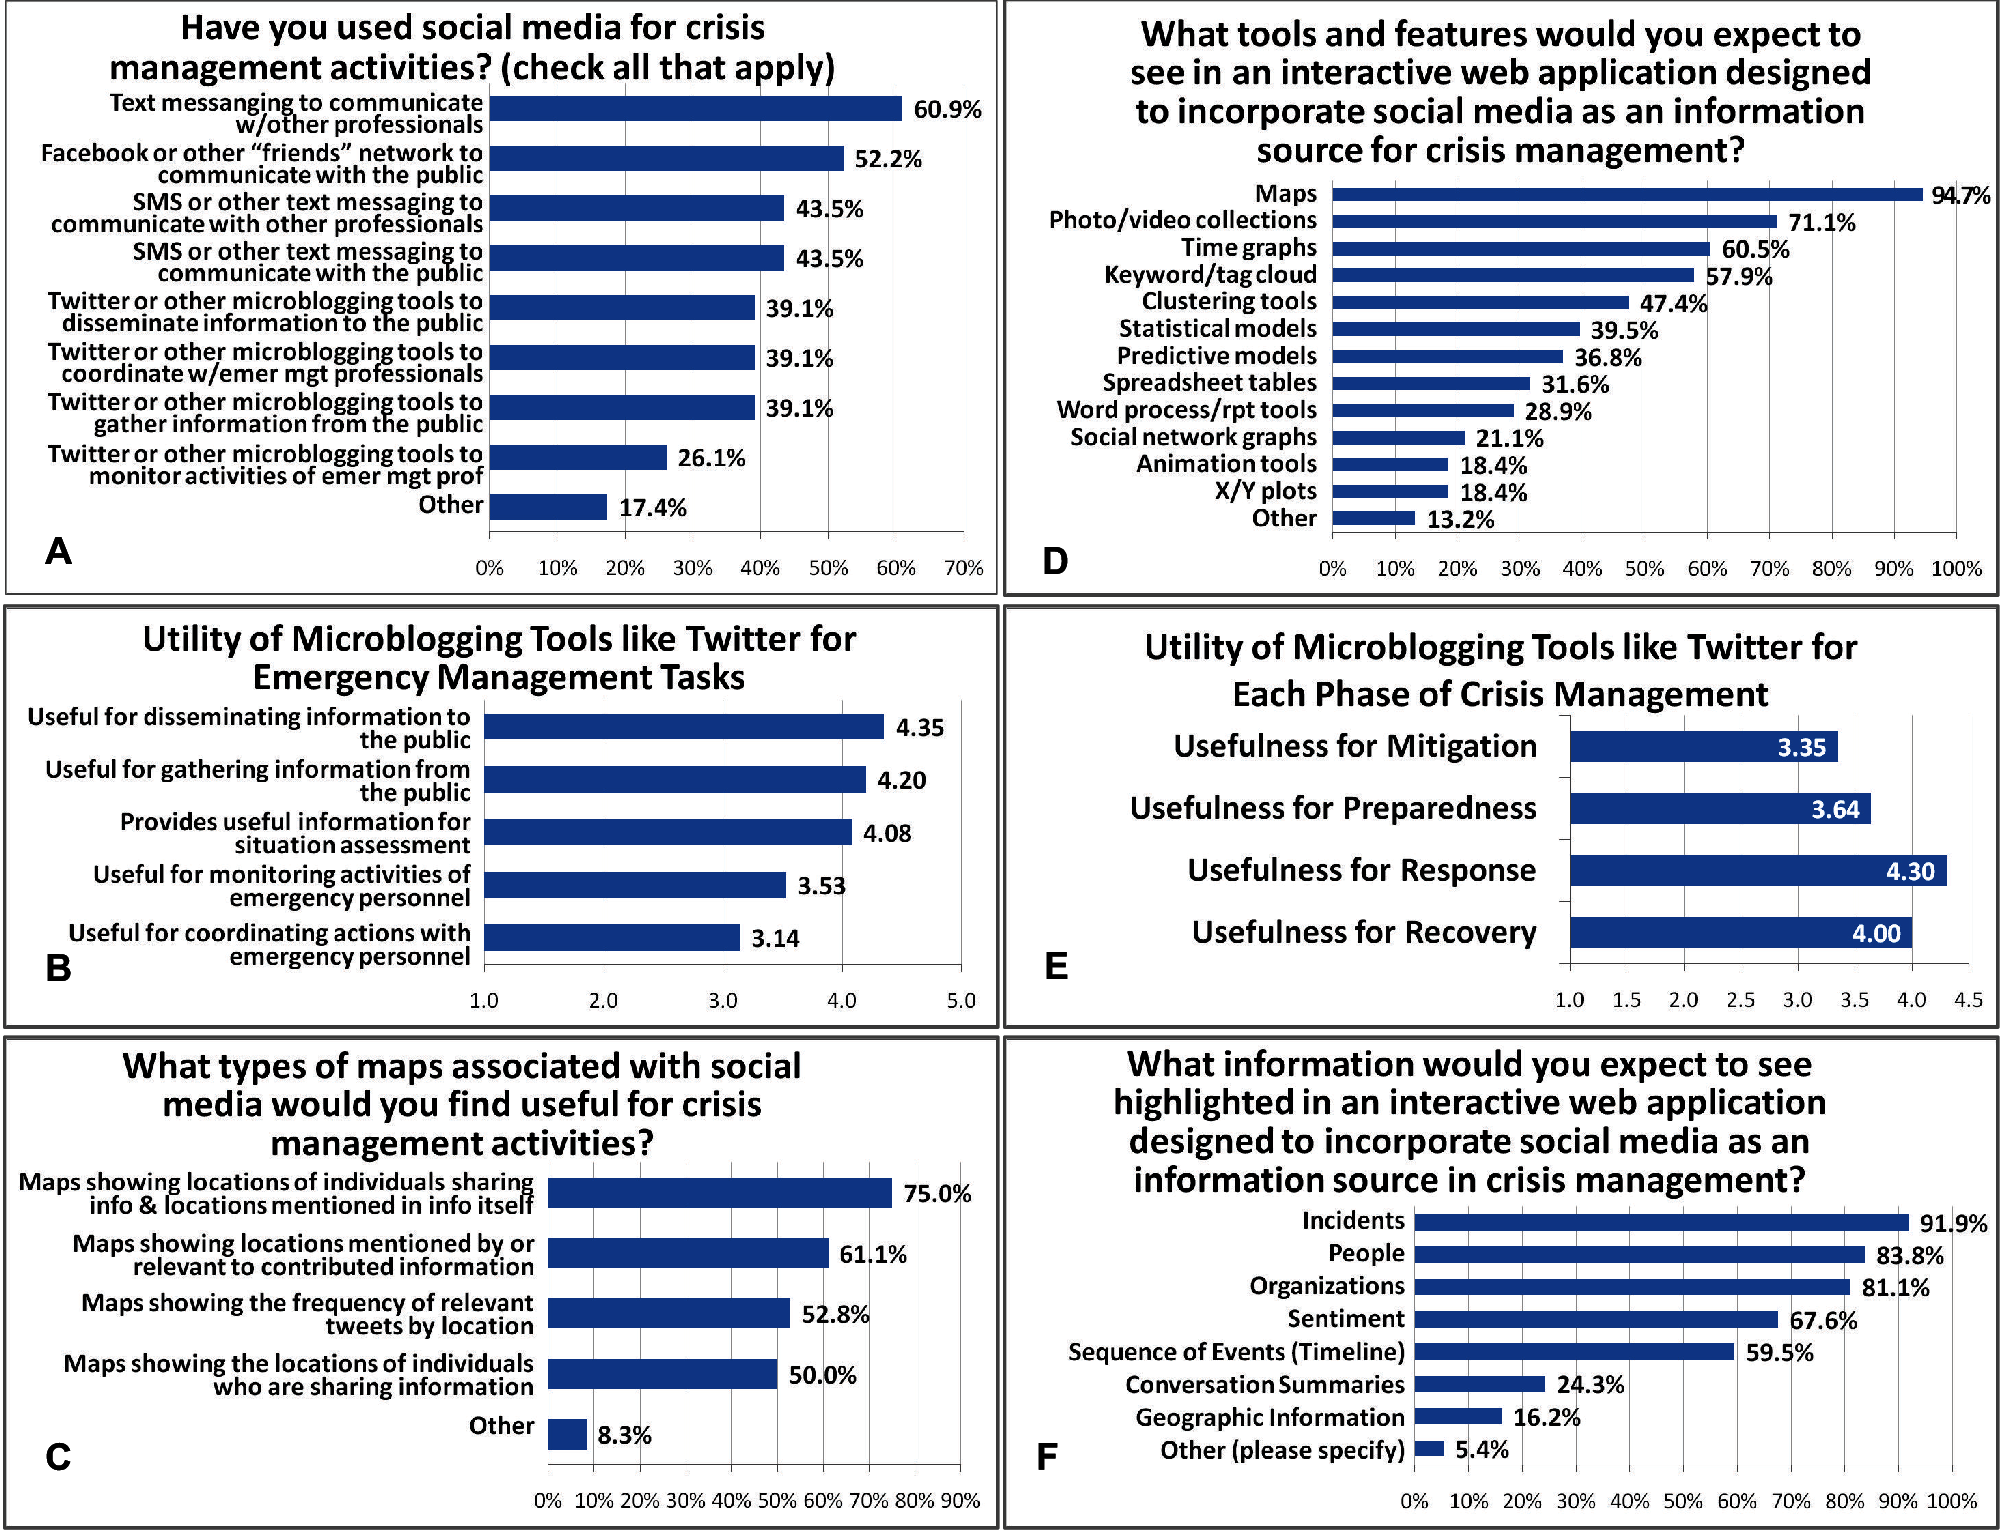 Have you used social media for crisis
management activities? (check all that apply)
Text messanging to communicate
w/other professionals
60.9%
Facebook or other “friends” network to
communicate with the public
52.2%
SMS or other text messaging to
communicate with other professionals
43.5%
SMS or other text messaging to
communicate with the public
43.5%
Twitter or other microblogging tools to
disseminate information to the public
39.1%
Twitter or other microblogging tools to
coordinate w/emer mgt professionals
39.1%
Twitter or other microblogging tools to
gather information from the public
39.1%
Twitter or other microblogging tools to
monitor activities of emer mgt prof
26.1%
Other
17.4%
A
0% 10% 20% 30% 40% 50% 60% 70%
What tools and features would you expect to
see in an interactive web application designed
to incorporate social media as an information
source for crisis management?
Maps 94.7%
Photo/video collections 71.1%
Time graphs 60.5%
Keyword/tag cloud 57.9%
Clustering tools 47.4%
Statistical models 39.5%
Predictive models 36.8%
Spreadsheet tables 31.6%
Word process/rpt tools 28.9%
Social network graphs 21.1%
Animation tools 18.4%
X/Y plots 18.4%
Other 13.2%
D
0% 10% 20% 30% 40% 50% 60% 70% 80% 90% 100%
Utility of Microblogging Tools like Twitter for
Emergency Management Tasks
Useful for disseminating information to
the public
4.35
Useful for gathering information from
the public
4.20
Provides useful information for
situation assessment
4.08
Useful for monitoring activities of
emergency personnel
3.53
Useful for coordinating actions with
emergency personnel
3.14
B
1.0 2.0 3.0 4.0 5.0
Utility of Microblogging Tools like Twitter for
Each Phase of Crisis Management
Usefulness for Mitigation 3.35
Usefulness for Preparedness 3.64
Usefulness for Response 4.30
Usefulness for Recovery 4.00
E
1.0 1.5 2.0 2.5 3.0 3.5 4.0 4.5
What types of maps associated with social
media would you find useful for crisis
management activities?
Maps showing locations of individuals sharing
info & locations mentioned in info itself
75.0%
Maps showing locations mentioned by or
relevant to contributed information
61.1%
Maps showing the frequency of relevant
tweets by location
52.8%
Maps showing the locations of individuals
who are sharing information
50.0%
Other
8.3%
C
0% 10% 20% 30% 40% 50% 60% 70% 80% 90%
What information would you expect to see
highlighted in an interactive web application
designed to incorporate social media as an
information source in crisis management?
Incidents 91.9%
People 83.8%
Organizations 81.1%
Sentiment 67.6%
Sequence of Events (Timeline) 59.5%
Conversation Summaries 24.3%
Geographic Information 16.2%
Other (please specify) 5.4%
F
0% 10% 20% 30% 40% 50% 60% 70% 80% 90% 100%